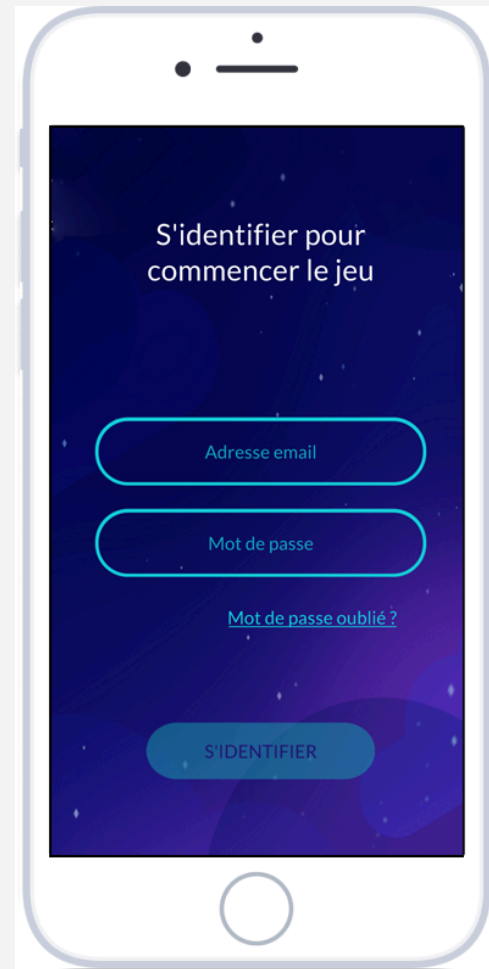 S'identifier pour
commencer le jeu
Adresse email
Mot de passe
Mot de passe oublié ?
S'IDENTIFIER